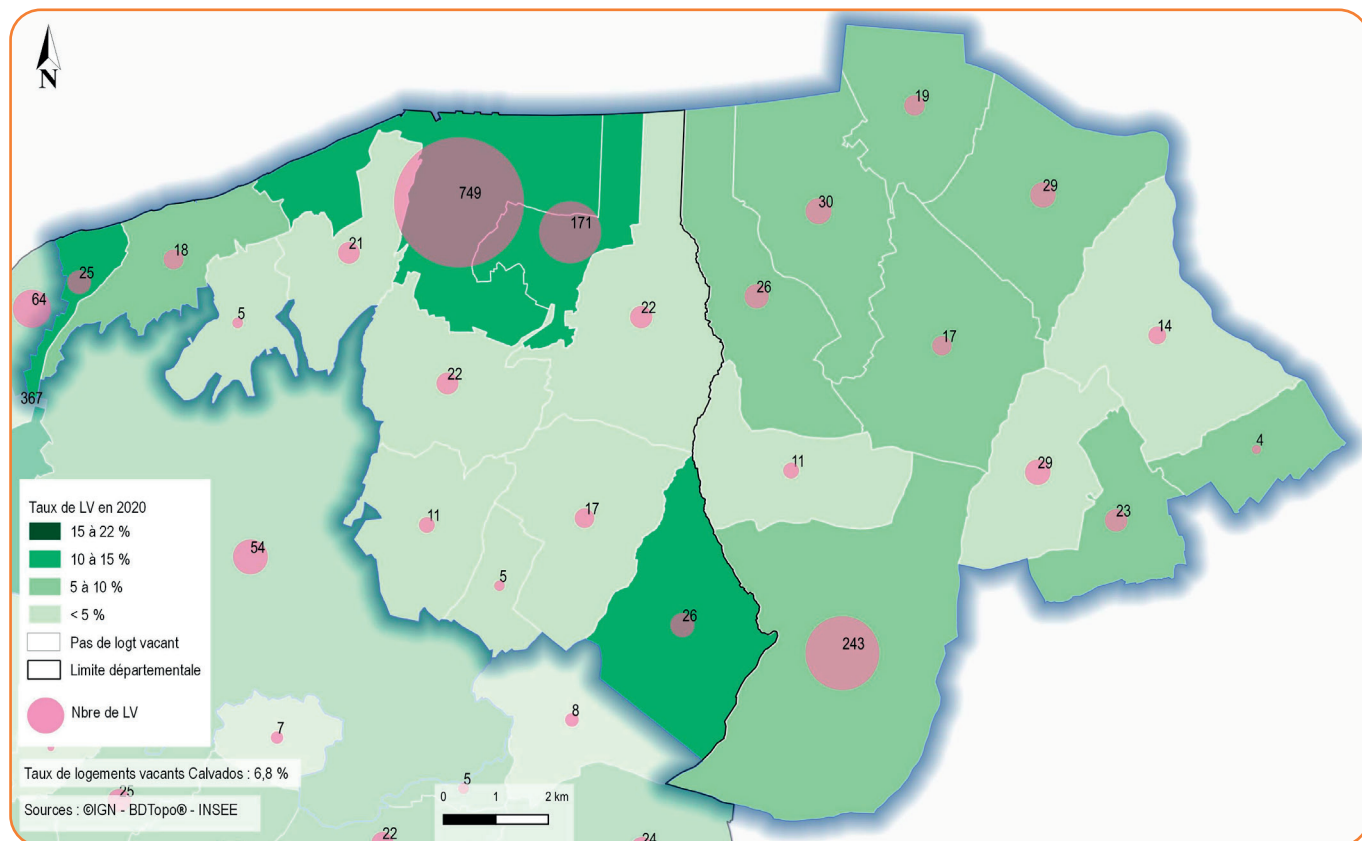 N
19
749
29
171
30
21
18
25
26
64
22
5
14
17
22
367
4
11
29
17
23
11
54
5
26
243
8
7
5
25
22
24
Taux de LV en 2020
15 à 22 %
10 à 15 %
5 à 10 %
< 5 %
Pas de logt vacant
Limite départementale
Nbre de LV
Taux de logements vacants Calvados : 6,8 %
Sources : ©IGN - BDTopo® - INSEE
0 1 2 km